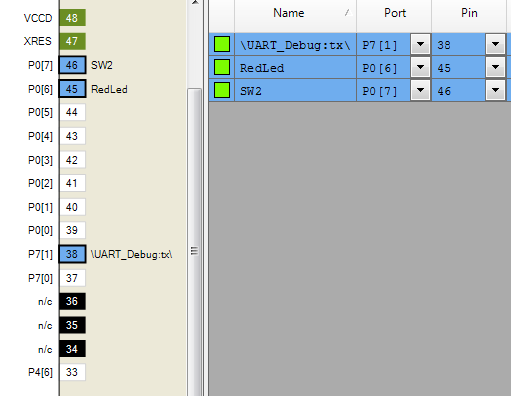 VCCD 48
XRES 47
P0[7] 46 SW2
P0[6] 45 RedLed
P0[5] 44
P0[4] 43
P0[3] 42
P0[2] 41
P0[1] 40
P0[0] 39
P7[1] 38 \UART_Debug:tx\
P7[0] 37
n/c 36
n/c 35
n/c 34
P4[6] 33
Name / Port Pin
\UART_Debug:tx\ P7[1] 38
RedLed P0[6] 45
SW2 P0[7] 46